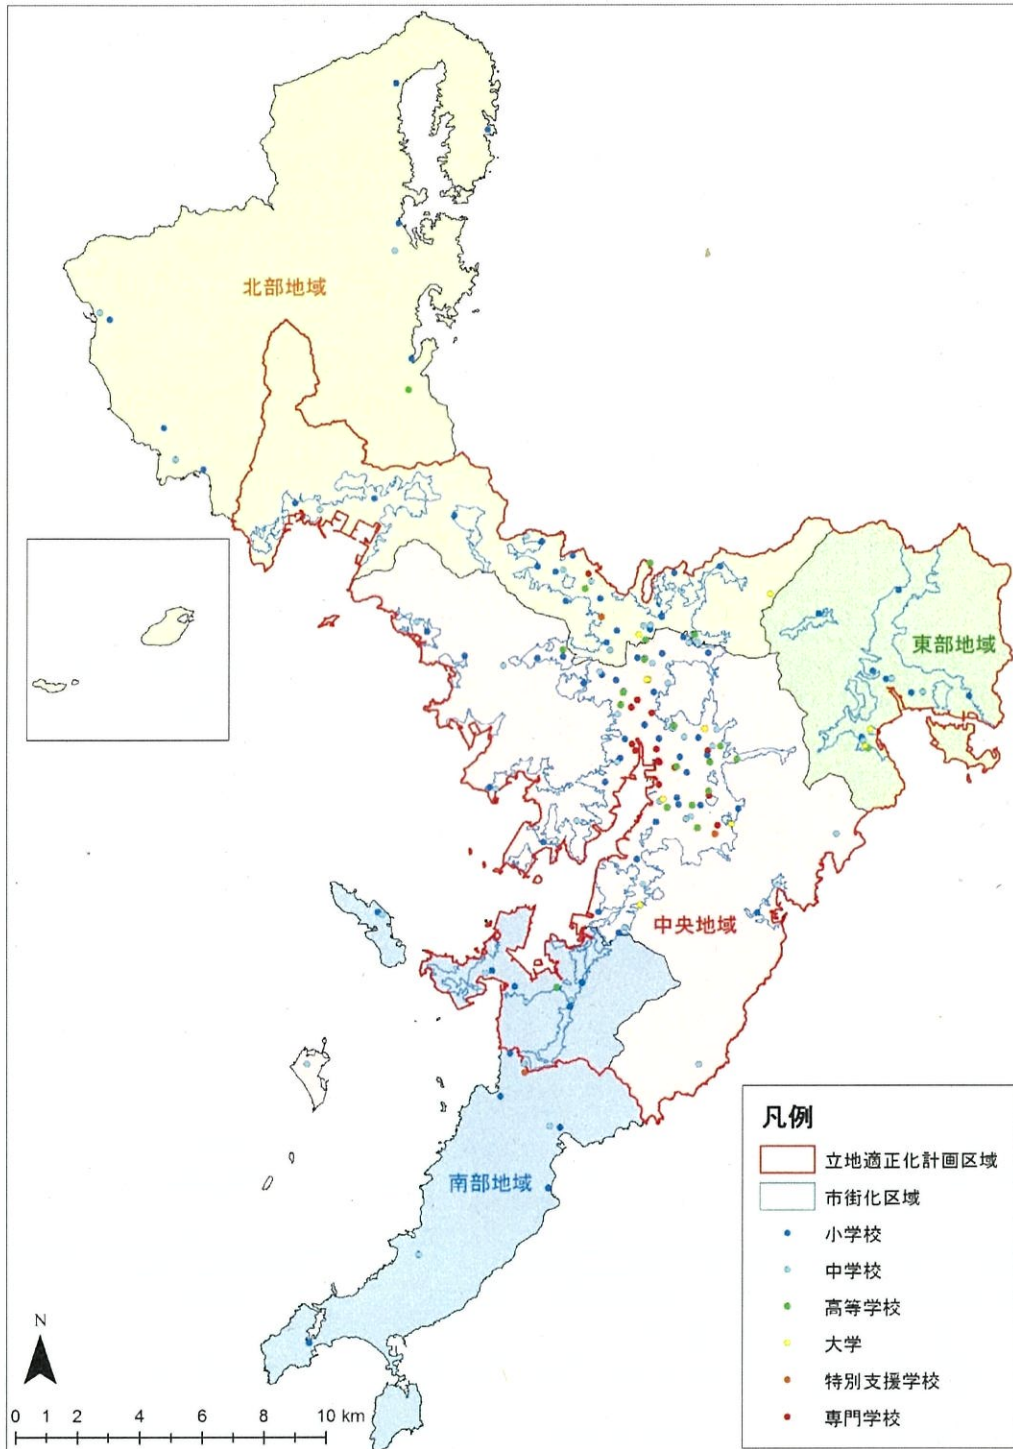 北部地域
東部地域
中央地域
南部地域
凡例
立地適正化計画区域
市街化区域
小学校
中学校
高等学校
大学
特別支援学校
専門学校
N
0 1 2 4 6 8 10 km